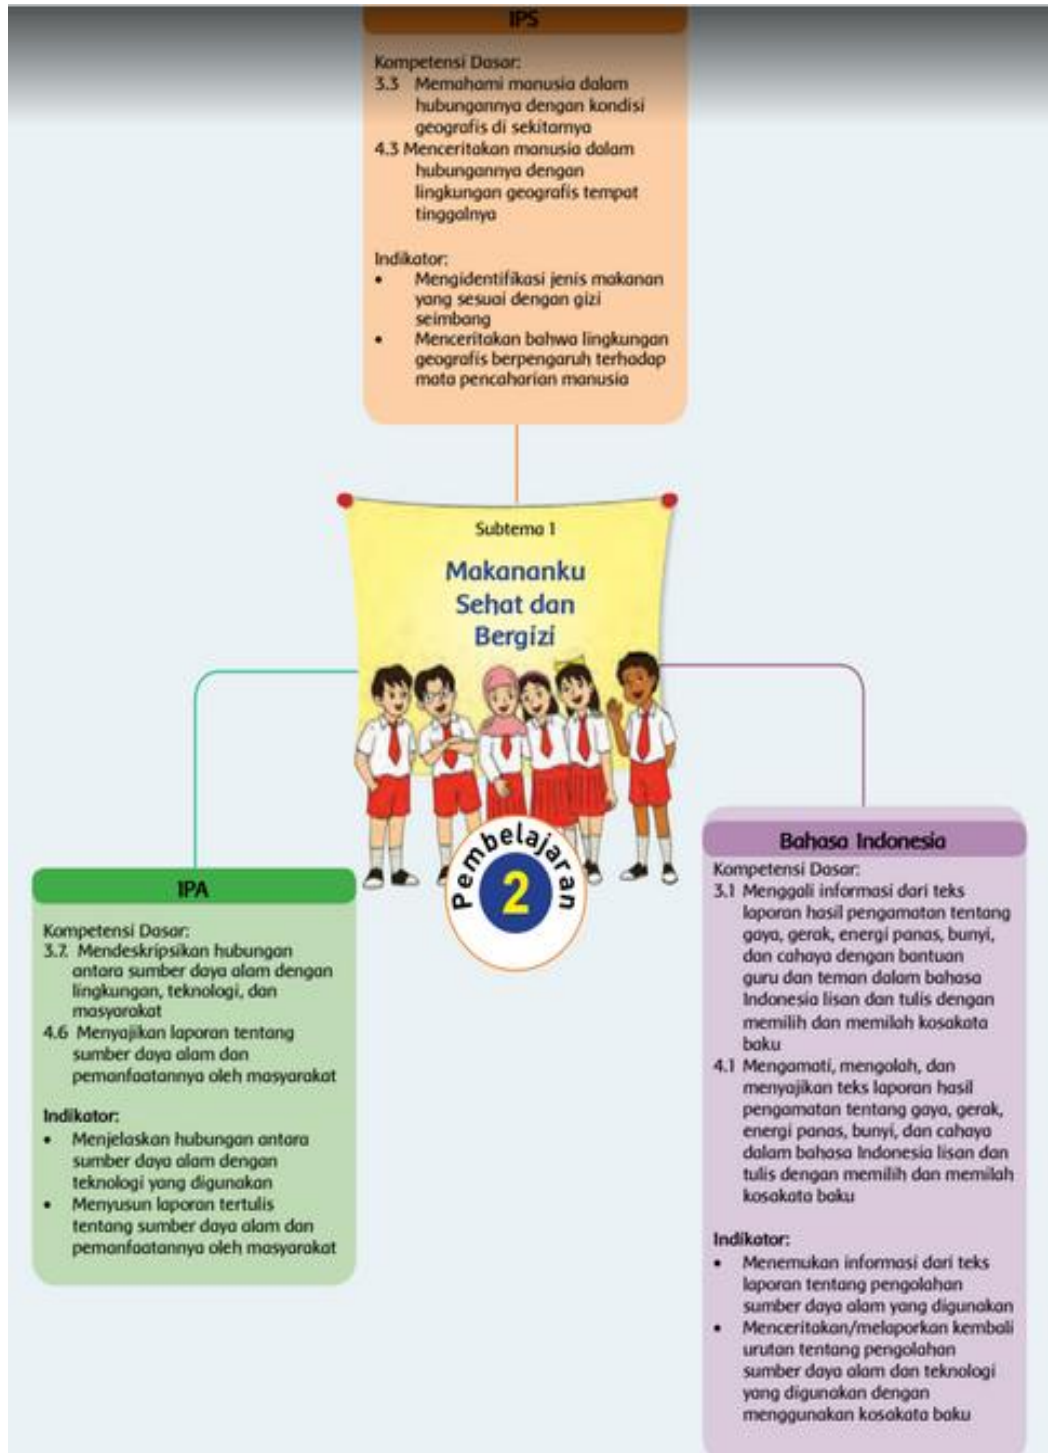 IPS
Kompetensi Dasar:
3.3 Memahami manusia dalam
hubungannya dengan kondisi
geografis di sekitarnya
4.3 Menceritakan manusia dalam
hubungannya dengan
lingkungan geografis tempat
tinggalnya
Indikator:
• Mengidentifikasi jenis makanan
yang sesuai dengan gizi
seimbang
• Menceritakan bahwa lingkungan
geografis berpengaruh terhadap
mata pencaharian manusia
Subtema 1
Makananku
Sehat dan
Bergizi
Pembelajaran
2
IPA
Kompetensi Dasar:
3.7. Mendeskripsikan hubungan
antara sumber daya alam dengan
lingkungan, teknologi, dan
masyarakat
4.6 Menyajikan laporan tentang
sumber daya alam dan
pemanfaatannya oleh masyarakat
Indikator:
• Menjelaskan hubungan antara
sumber daya alam dengan
teknologi yang digunakan
• Menyusun laporan tertulis
tentang sumber daya alam dan
pemanfaatannya oleh masyarakat
Bahasa Indonesia
Kompetensi Dasar:
3.1 Menggali informasi dari teks
laporan hasil pengamatan tentang
gaya, gerak, energi panas, bunyi,
dan cahaya dengan bantuan
guru dan teman dalam bahasa
Indonesia lisan dan tulis dengan
memilih dan memilah kosakata
baku
4.1 Mengamati, mengolah, dan
menyajikan teks laporan hasil
pengamatan tentang gaya, gerak,
energi panas, bunyi, dan cahaya
dalam bahasa Indonesia lisan dan
tulis dengan memilih dan memilah
kosakata baku
Indikator:
• Menemukan informasi dari teks
laporan tentang pengolahan
sumber daya alam yang digunakan
• Menceritakan/melaporkan kembali
urutan tentang pengolahan
sumber daya alam dan teknologi
yang digunakan dengan
menggunakan kosakata baku